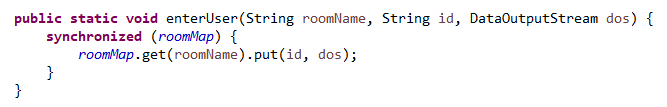 public static void enterUser(String roomName, String id, DataOutputStream dos) {
    synchronized (roomMap) {
        roomMap.get(roomName).put(id, dos);
    }
}